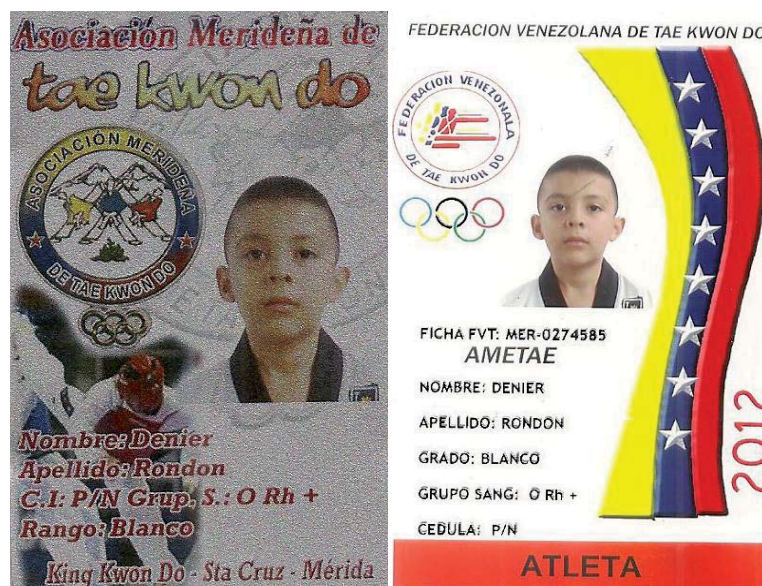 Asociación Merideña de
tae kwon do
ASOCIACIÓN MERIDEÑA
DE TAE KWON DO
Nombre: Denier
Apellido: Rondon
C.I: P/N Grup. S.: O Rh +
Rango: Blanco
King Kwon Do - Sta Cruz - Mérida
FEDERACION VENEZOLANA DE TAE KWON DO
FEDERACION VENEZONALA
DE TAE KWON DO
FICHA FVT: MER-0274585
AMETAE
NOMBRE: DENIER
APELLIDO: RONDON
GRADO: BLANCO
GRUPO SANG: O Rh +
CEDULA: P/N
2012
ATLETA